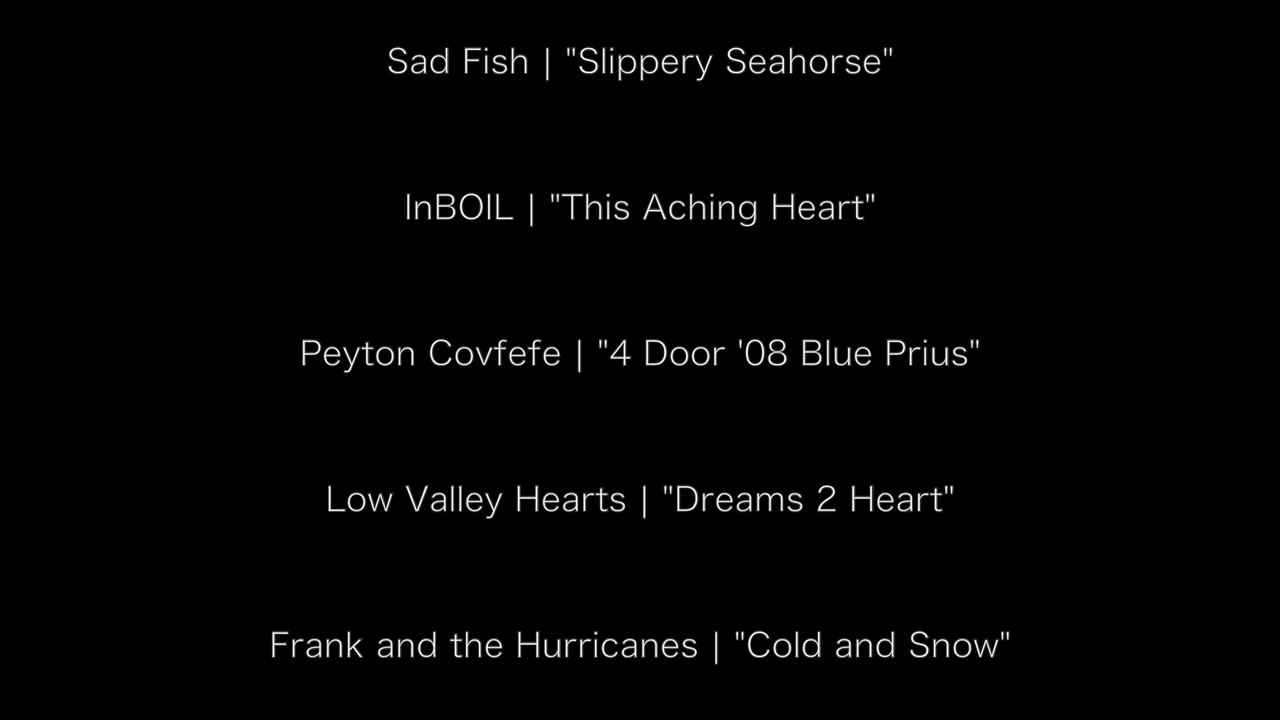 Sad Fish | "Slippery Seahorse"
InBOIL | "This Aching Heart"
Peyton Covfefe | "4 Door '08 Blue Prius"
Low Valley Hearts | "Dreams 2 Heart"
Frank and the Hurricanes | "Cold and Snow"